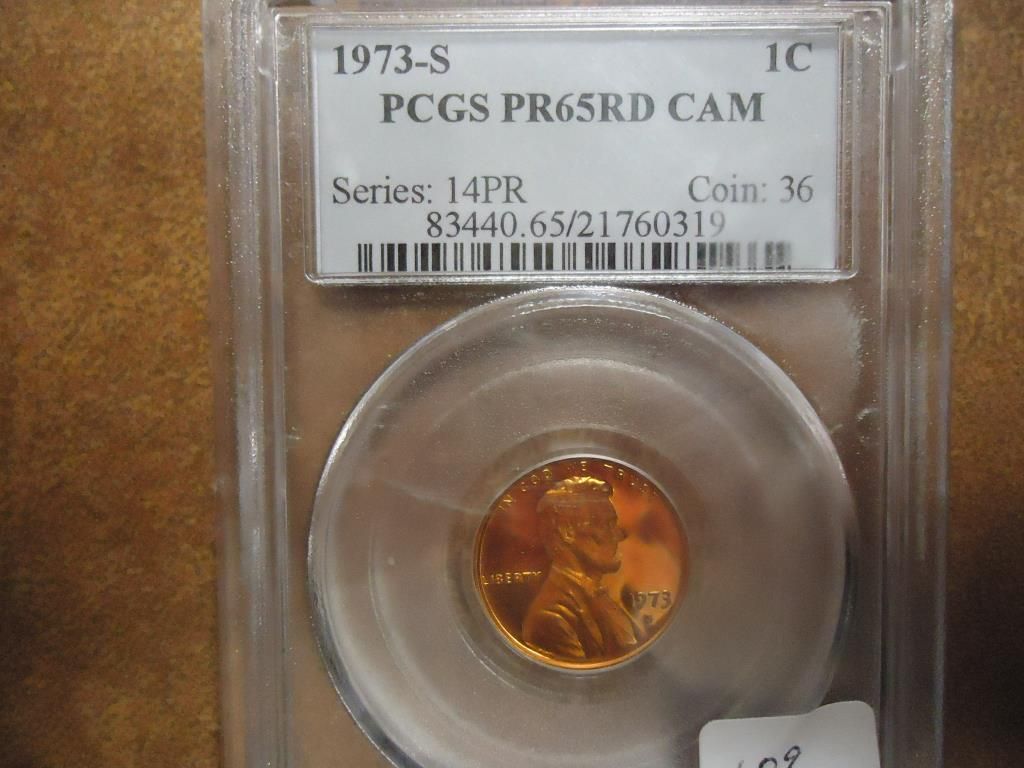 1973-S 1C
PCGS PR65RD CAM
Series: 14PR Coin: 36
83440.65/21760319
IN GOD WE TRUST
LIBERTY
1973
S